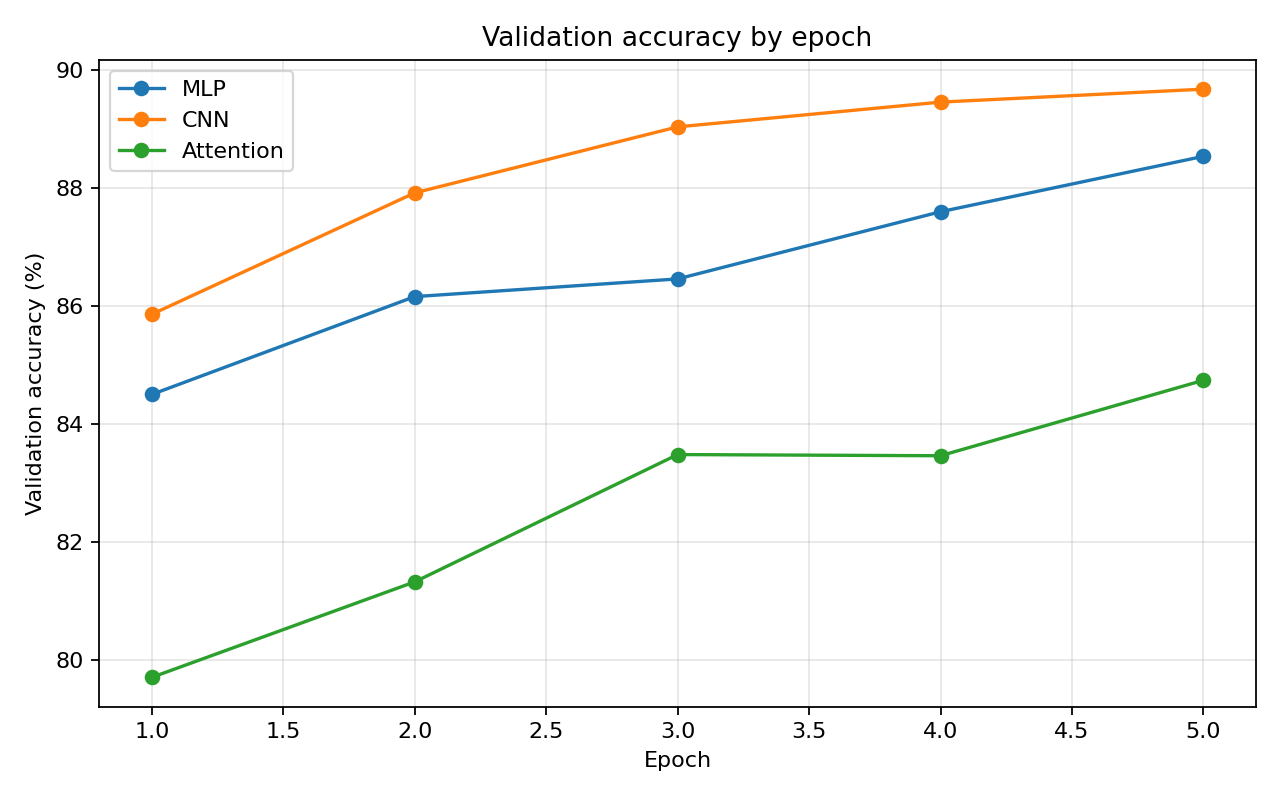 Validation accuracy by epoch
90
88
86
84
82
80
Validation accuracy (%)
MLP
CNN
Attention
1.0 1.5 2.0 2.5 3.0 3.5 4.0 4.5 5.0
Epoch